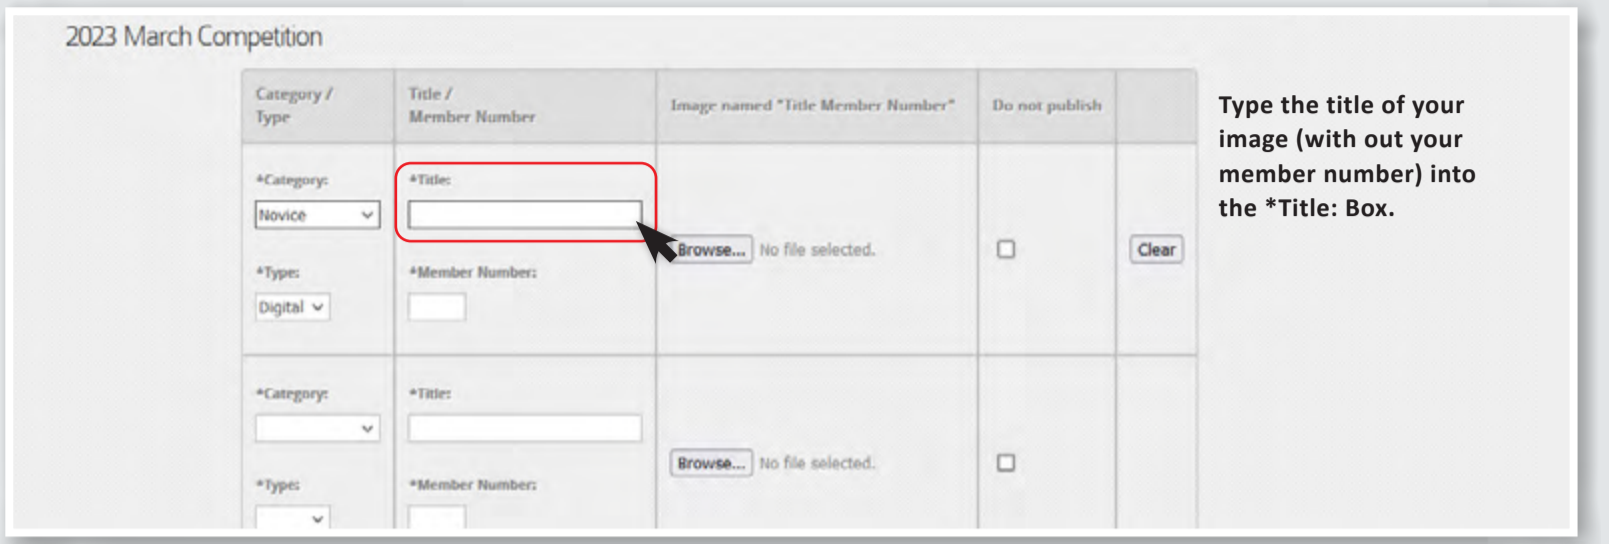 2023 March Competition
Category /
Type
Title /
Member Number
Image named "Title Member Number"
Do not publish
Type the title of your
image (with out your
member number) into
the *Title: Box.
*Category:
Novice
*Title:
Browse... No file selected.
Clear
*Type:
Digital
*Member Number:
*Category:
*Title:
Browse... No file selected.
*Type:
*Member Number: